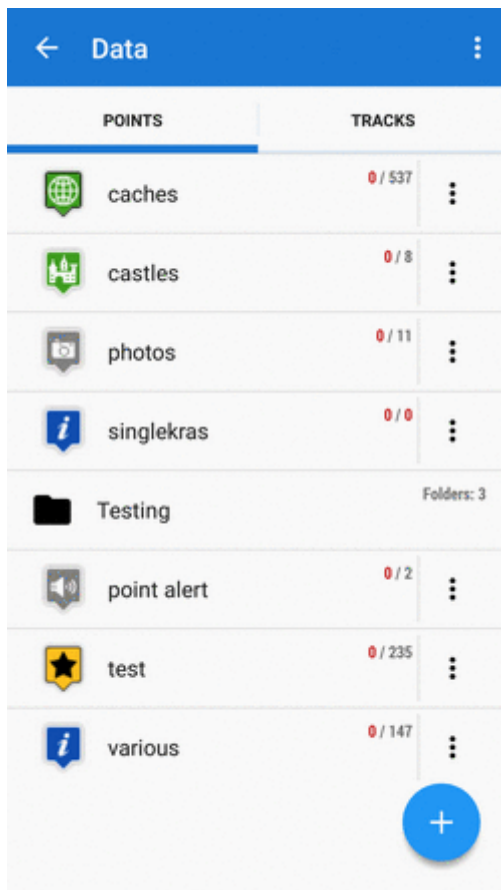 Data
POINTS TRACKS
caches 0 / 537
castles 0 / 8
photos 0 / 11
singlekras 0 / 0
Testing Folders: 3
point alert 0 / 2
test 0 / 235
various 0 / 147